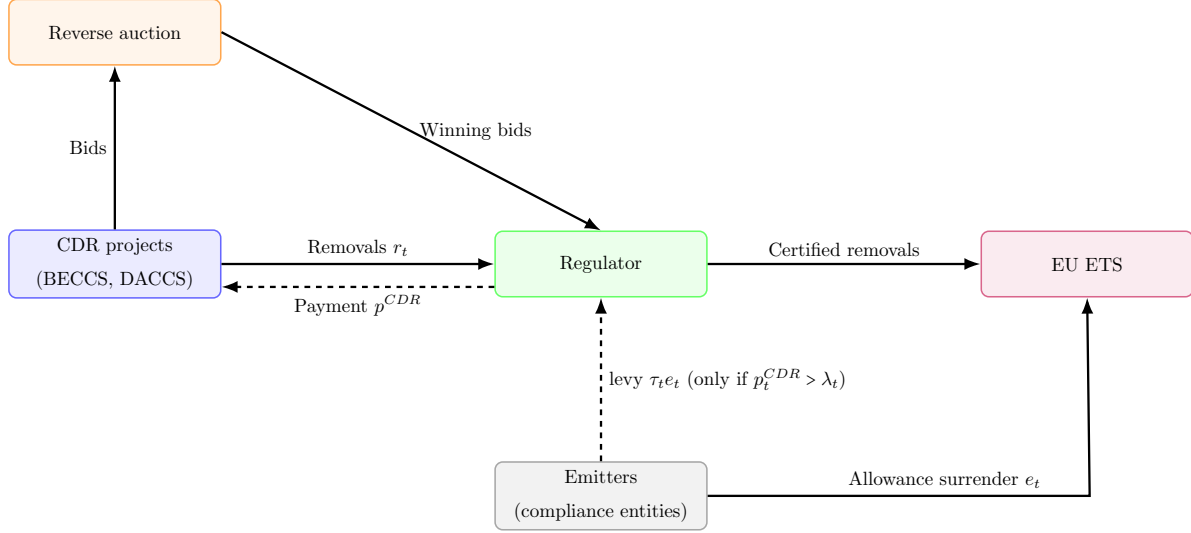 Reverse auction
Winning bids
Bids
CDR projects
(BECCS, DACCS)
Removals r_t
Payment p^{CDR}
Regulator
Certified removals
EU ETS
levy τ_t e_t (only if p_t^{CDR} > λ_t)
Emitters
(compliance entities)
Allowance surrender e_t